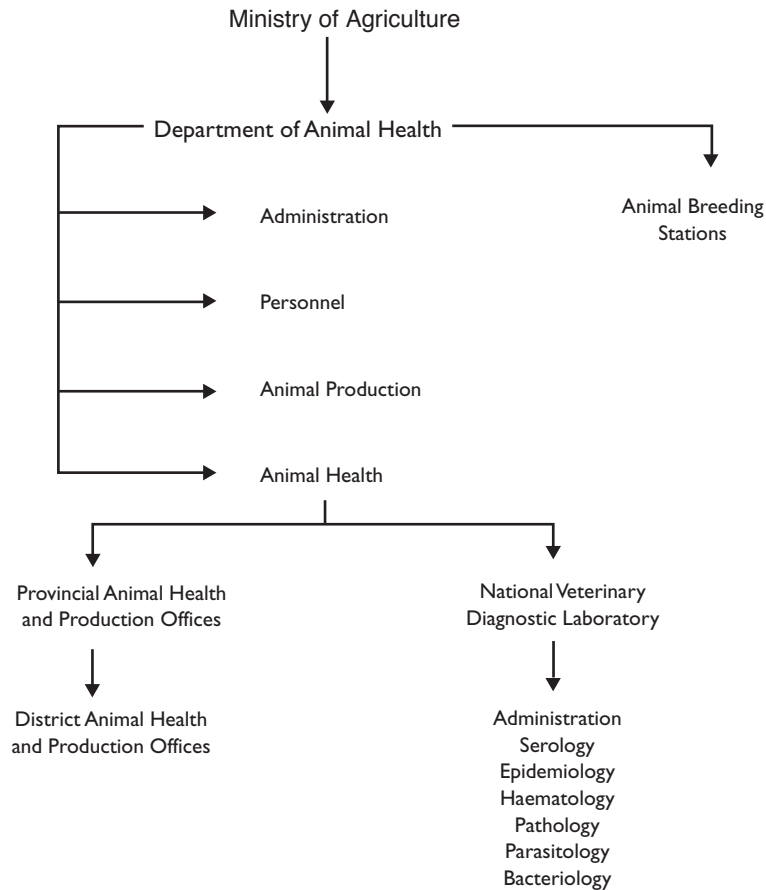 Ministry of Agriculture
Department of Animal Health
Animal Breeding
Stations
Administration
Personnel
Animal Production
Animal Health
Provincial Animal Health
and Production Offices
National Veterinary
Diagnostic Laboratory
District Animal Health
and Production Offices
Administration
Serology
Epidemiology
Haematology
Pathology
Parasitology
Bacteriology